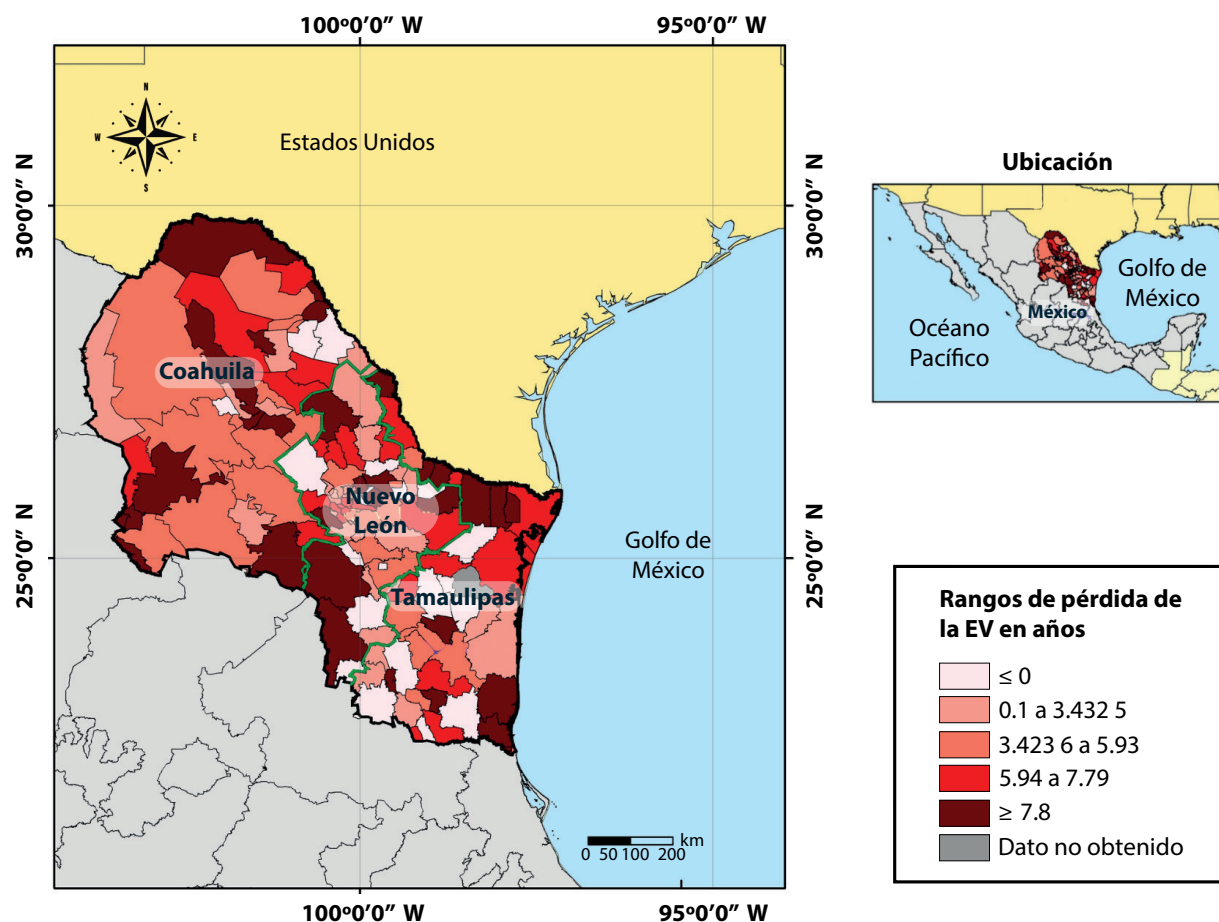 100º0'0” W
95º0'0” W
N
W
E
S
Estados Unidos
30º0'0” N
30º0'0” N
Coahuila
Nuevo
León
Tamaulipas
Golfo de
México
25º0'0” N
25º0'0” N
km
0 50 100 200
100º0'0” W
95º0'0” W
Ubicación
Golfo de
México
México
Océano
Pacífico
Rangos de pérdida de
la EV en años
≤ 0
0.1 a 3.432 5
3.423 6 a 5.93
5.94 a 7.79
≥ 7.8
Dato no obtenido